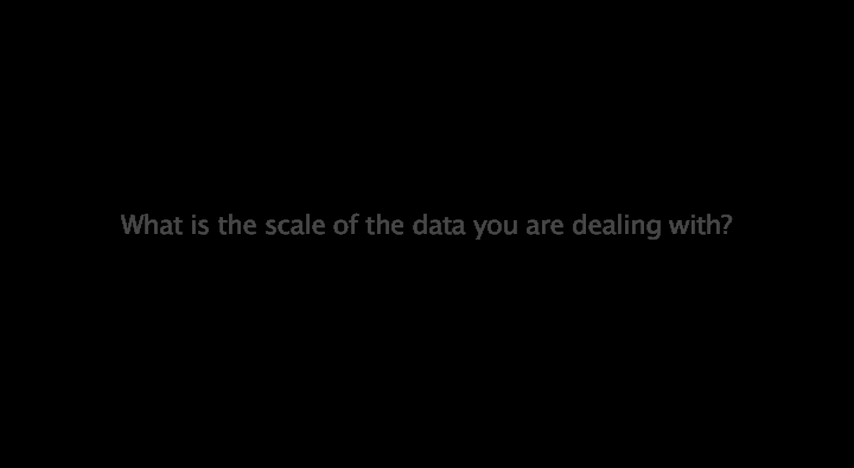 What is the scale of the data you are dealing with?